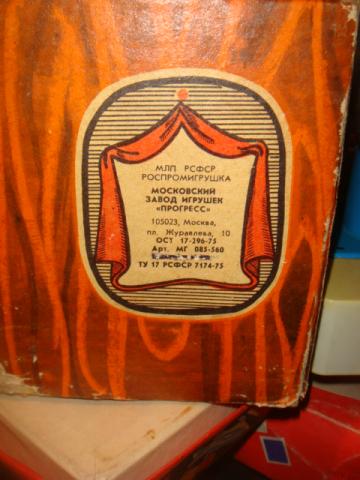 МЛП РСФСР
РОСПРОМИГРУШКА
МОСКОВСКИЙ
ЗАВОД ИГРУШЕК
«ПРОГРЕСС»
105023, Москва,
пл. Журавлева, 10
ОСТ 17-296-75
Арт. МГ 085-560
ТУ 17 РСФСР 7174-75